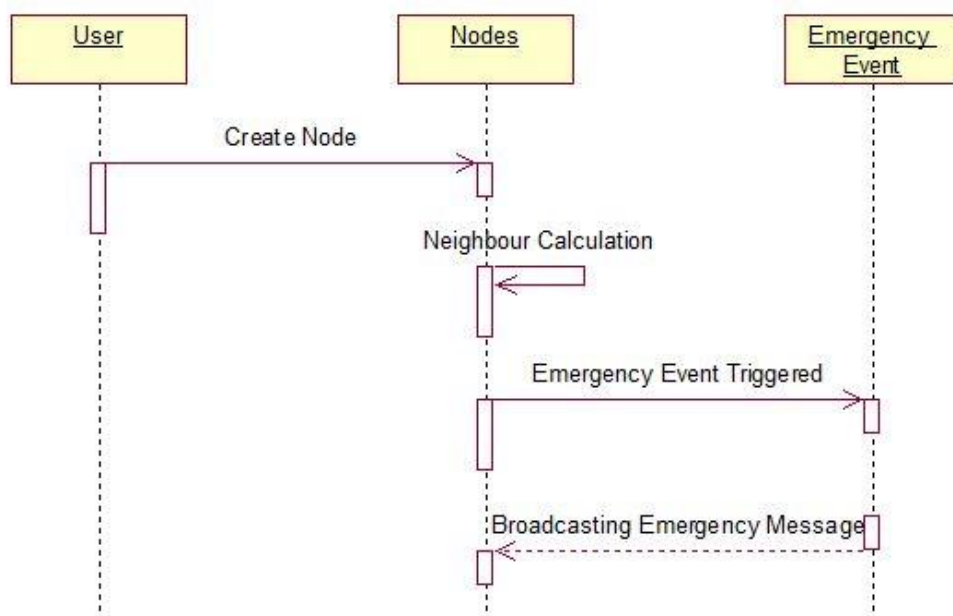 User
Nodes
Emergency
Event
Create Node
Neighbour Calculation
Emergency Event Triggered
Broadcasting Emergency Message